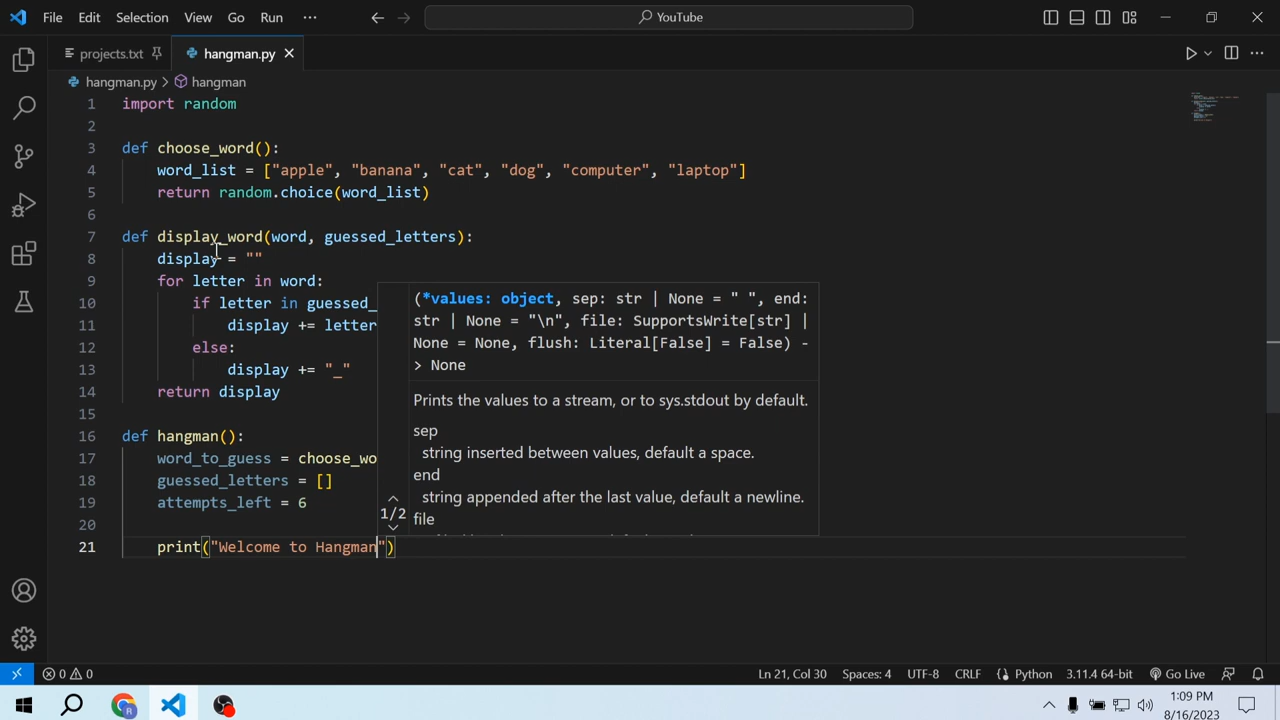 File Edit Selection View Go Run ··· YouTube
projects.txt hangman.py
hangman.py > hangman
1 import random
2
3 def choose_word():
4 word_list = ["apple", "banana", "cat", "dog", "computer", "laptop"]
5 return random.choice(word_list)
6
7 def display_word(word, guessed_letters):
8 display = ""
9 for letter in word:
10 if letter in guessed_
11 display += letter
12 else:
13 display += "_"
14 return display
15
16 def hangman():
17 word_to_guess = choose_wo
18 guessed_letters = []
19 attempts_left = 6
20
21 print("Welcome to Hangman")
(*values: object, sep: str | None = " ", end:
str | None = "\n", file: SupportsWrite[str] |
None = None, flush: Literal[False] = False) -
> None
Prints the values to a stream, or to sys.stdout by default.
sep
string inserted between values, default a space.
end
string appended after the last value, default a newline.
file
1/2
0 0 Ln 21, Col 30 Spaces: 4 UTF-8 CRLF Python 3.11.4 64-bit Go Live
1:09 PM
8/16/2023